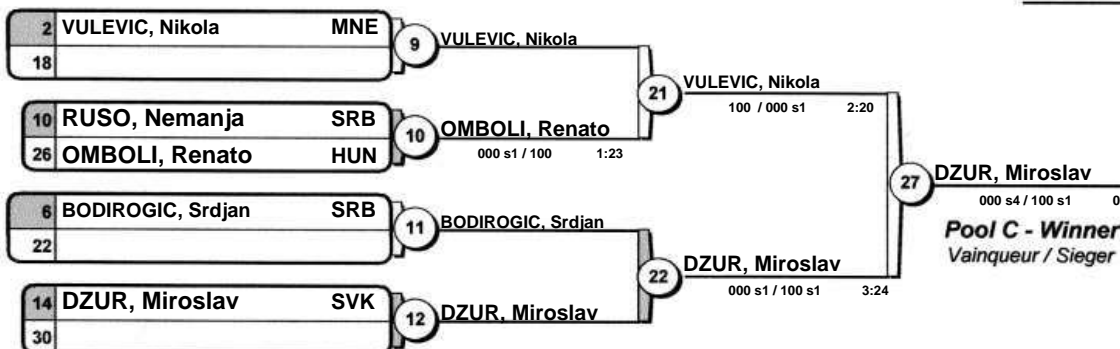 2 VULEVIC, Nikola MNE
18
9 VULEVIC, Nikola
10 RUSO, Nemanja SRB
26 OMBOLI, Renato HUN
10 OMBOLI, Renato
000 s1 / 100 1:23
21 VULEVIC, Nikola
100 / 000 s1 2:20
6 BODIROGIC, Srdjan SRB
22
11 BODIROGIC, Srdjan
14 DZUR, Miroslav SVK
30
12 DZUR, Miroslav
22 DZUR, Miroslav
000 s1 / 100 s1 3:24
27 DZUR, Miroslav
000 s4 / 100 s1 0
Pool C - Winner
Vainqueur / Sieger